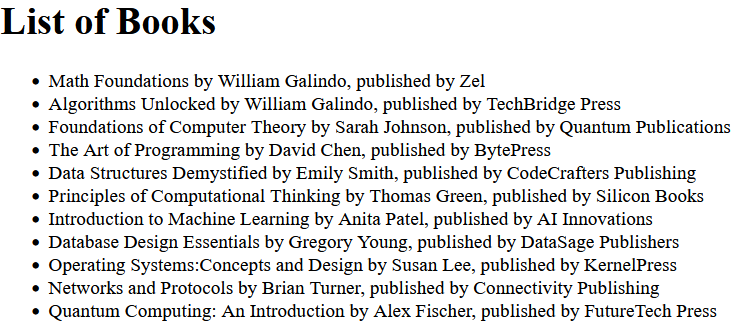 List of Books
• Math Foundations by William Galindo, published by Zel
• Algorithms Unlocked by William Galindo, published by TechBridge Press
• Foundations of Computer Theory by Sarah Johnson, published by Quantum Publications
• The Art of Programming by David Chen, published by BytePress
• Data Structures Demystified by Emily Smith, published by CodeCrafters Publishing
• Principles of Computational Thinking by Thomas Green, published by Silicon Books
• Introduction to Machine Learning by Anita Patel, published by AI Innovations
• Database Design Essentials by Gregory Young, published by DataSage Publishers
• Operating Systems:Concepts and Design by Susan Lee, published by KernelPress
• Networks and Protocols by Brian Turner, published by Connectivity Publishing
• Quantum Computing: An Introduction by Alex Fischer, published by FutureTech Press